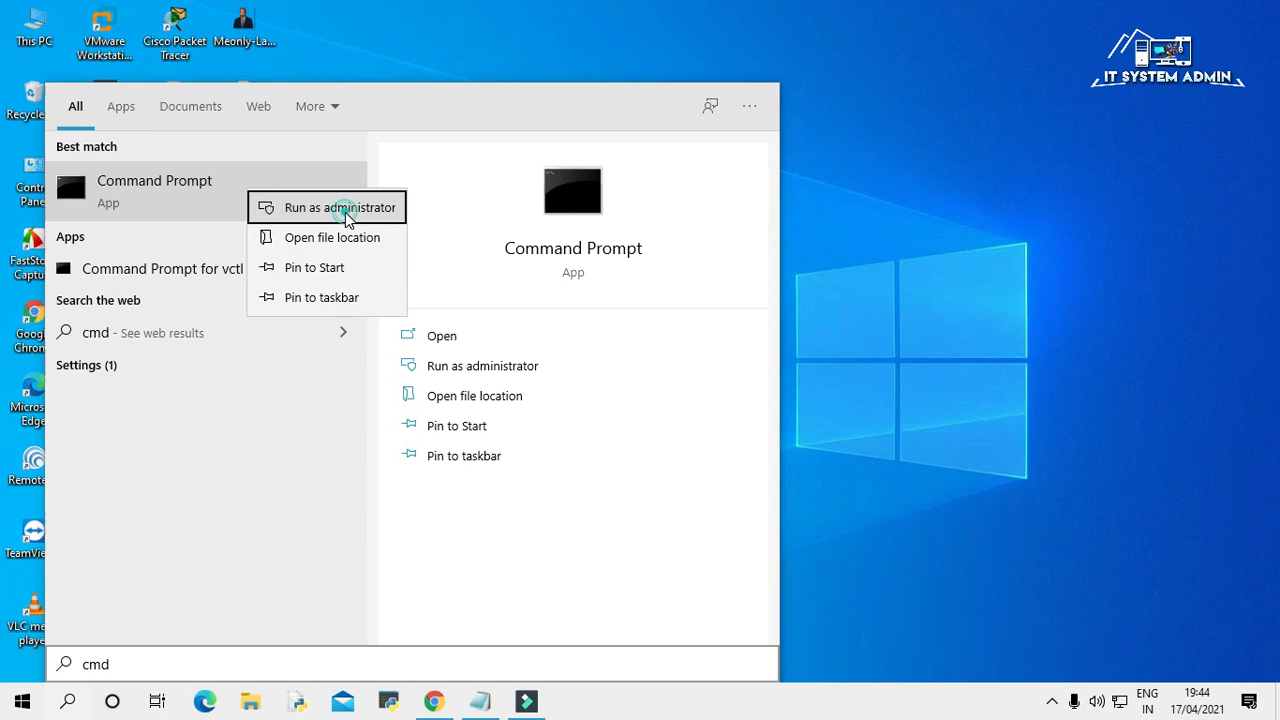 This PC
VMware
Workstati...
Cisco Packet
Tracer
Meonly-La...
IT SYSTEM ADMIN
Recycle
Contr
Pane
FastSto
Captu
Goog
Chron
Micros
Edge
Remote
TeamVie
VLC me
playe
All
Apps
Documents
Web
More
Best match
Command Prompt
App
Apps
Command Prompt for vctl
Search the web
cmd - See web results
Settings (1)
Run as administrator
Open file location
Pin to Start
Pin to taskbar
Command Prompt
App
Open
Run as administrator
Open file location
Pin to Start
Pin to taskbar
cmd
ENG
IN
19:44
17/04/2021